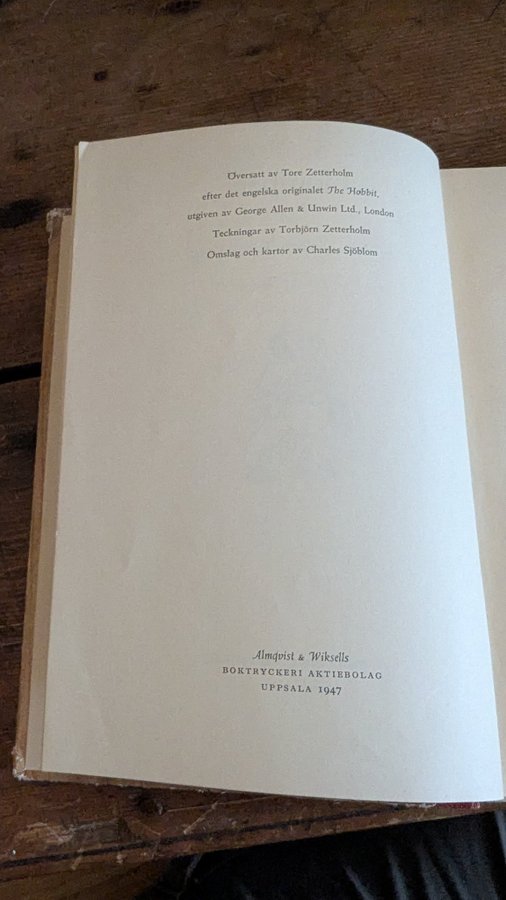 Översatt av Tore Zetterholm
efter det engelska originalet The Hobbit,
utgiven av George Allen & Unwin Ltd., London
Teckningar av Torbjörn Zetterholm
Omslag och kartor av Charles Sjöblom
Almqvist & Wiksells
BOKTRYCKERI AKTIEBOLAG
UPPSALA 1947